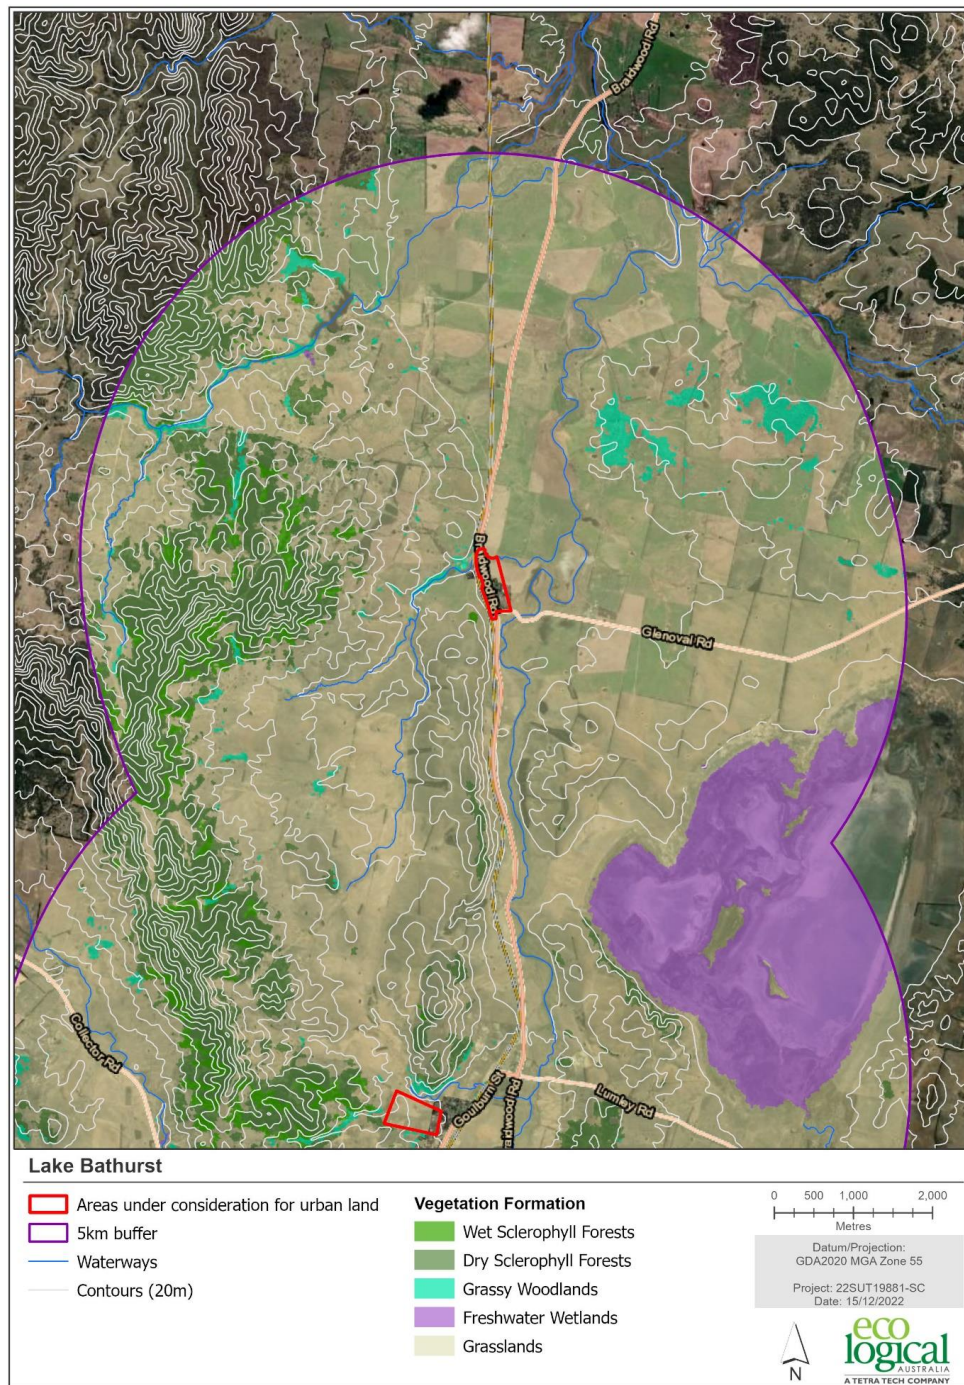 Braidwood Rd
Braidwood Rd
Glenoval Rd
Collector Rd
Goulburn St
aidwood Rd
Lumley Rd
Lake Bathurst
Areas under consideration for urban land
5km buffer
Waterways
Contours (20m)
Vegetation Formation
Wet Sclerophyll Forests
Dry Sclerophyll Forests
Grassy Woodlands
Freshwater Wetlands
Grasslands
0 500 1,000 2,000
Metres
Datum/Projection:
GDA2020 MGA Zone 55
Project: 22SUT19881-SC
Date: 15/12/2022
N
eco
logical
AUSTRALIA
A TETRA TECH COMPANY